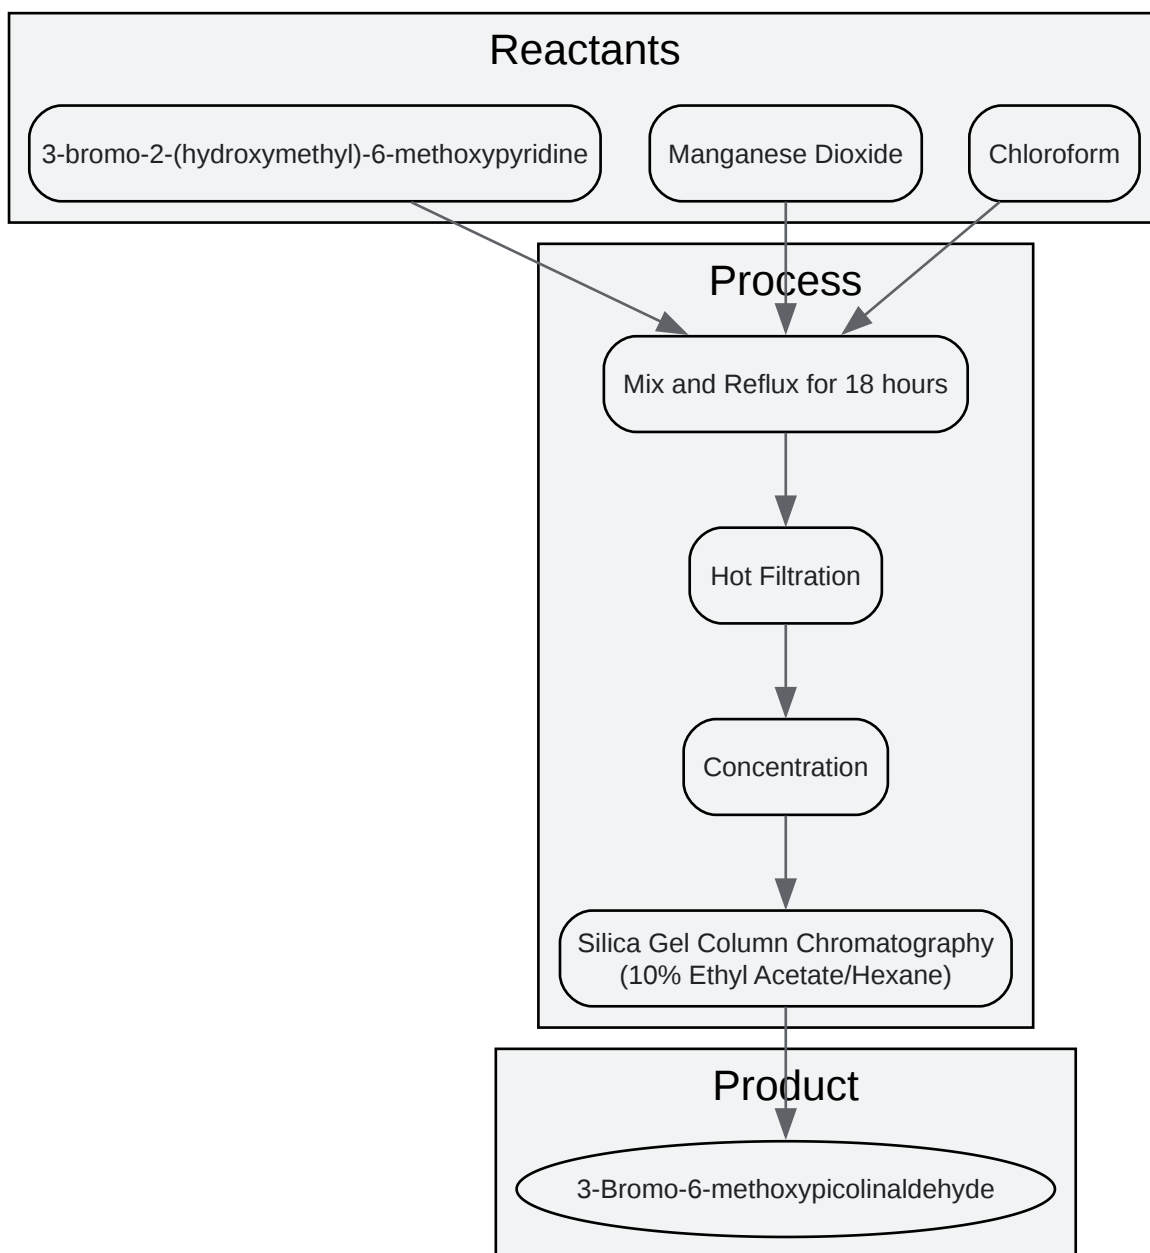 Reactants
3-bromo-2-(hydroxymethyl)-6-methoxypyridine
Manganese Dioxide
Chloroform
Process
Mix and Reflux for 18 hours
Hot Filtration
Concentration
Silica Gel Column Chromatography
(10% Ethyl Acetate/Hexane)
Product
3-Bromo-6-methoxypicolinaldehyde